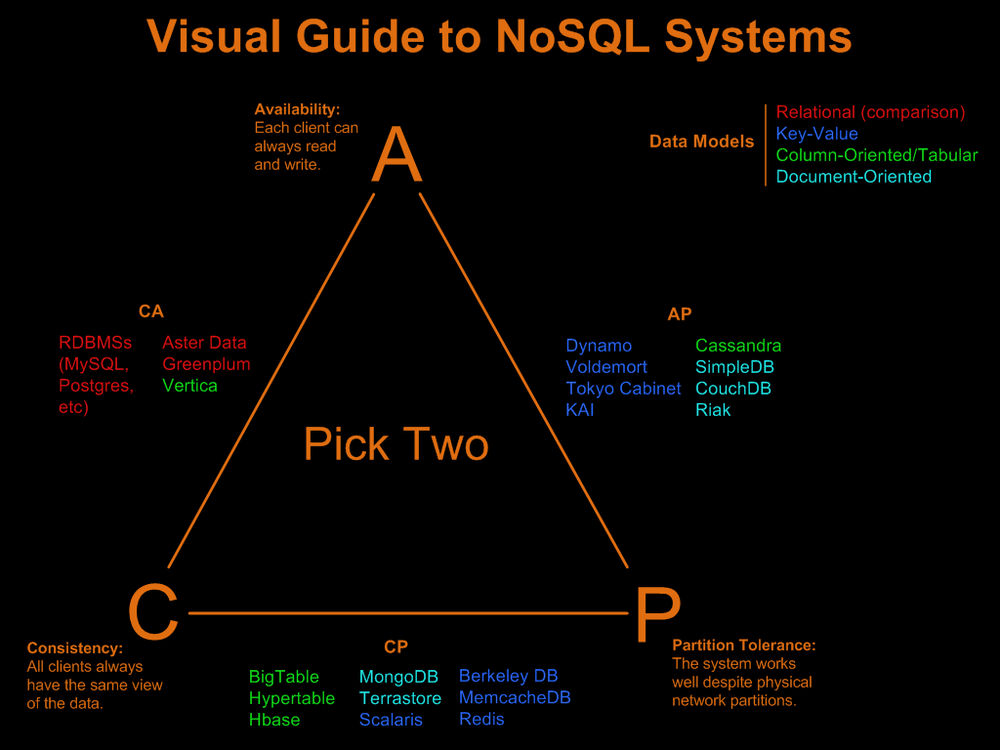 Visual Guide to NoSQL Systems
Availability:
Each client can
always read
and write.
A
Data Models
Relational (comparison)
Key-Value
Column-Oriented/Tabular
Document-Oriented
CA
RDBMSs
(MySQL,
Postgres,
etc)
Aster Data
Greenplum
Vertica
AP
Dynamo
Voldemort
Tokyo Cabinet
KAI
Cassandra
SimpleDB
CouchDB
Riak
Pick Two
C
Consistency:
All clients always
have the same view
of the data.
P
Partition Tolerance:
The system works
well despite physical
network partitions.
CP
BigTable
Hypertable
Hbase
MongoDB
Terrastore
Scalaris
Berkeley DB
MemcacheDB
Redis